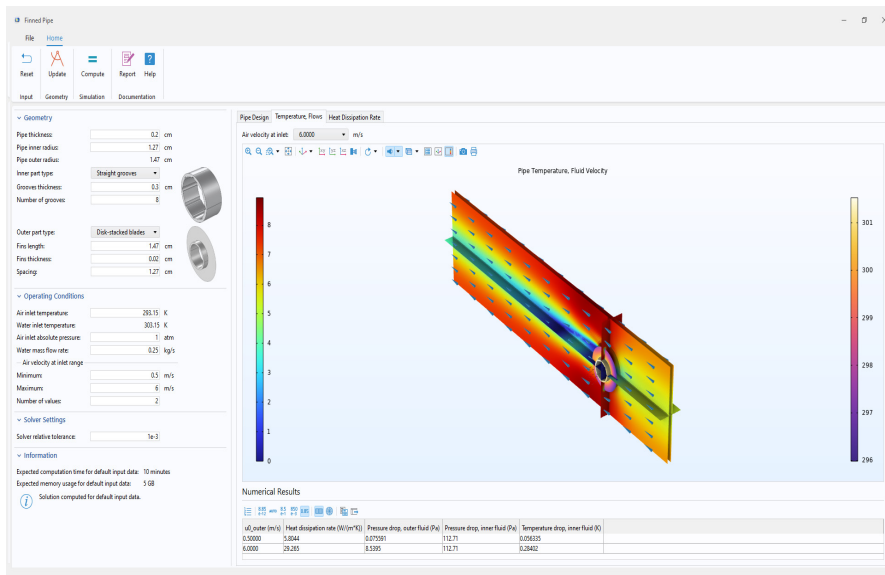 Finned Pipe
File Home
Reset Update Compute Report Help
Input Geometry Simulation Documentation
Geometry
Pipe thickness: 0.2 cm
Pipe inner radius: 1.27 cm
Pipe outer radius: 1.47 cm
Inner part type: Straight grooves
Grooves thickness: 0.3 cm
Number of grooves: 8
Outer part type: Disk-stacked blades
Fins length: 1.47 cm
Fins thickness: 0.02 cm
Spacing: 1.27 cm
Operating Conditions
Air inlet temperature: 293.15 K
Water inlet temperature: 303.15 K
Air inlet absolute pressure: 1 atm
Water mass flow rate: 0.25 kg/s
Air velocity at inlet range
Minimum: 0.5 m/s
Maximum: 6 m/s
Number of values: 2
Solver Settings
Solver relative tolerance: 1e-3
Information
Expected computation time for default input data: 10 minutes
Expected memory usage for default input data: 5 GB
Solution computed for default input data.
Pipe Design Temperature, Flows Heat Dissipation Rate
Air velocity at inlet: 6.0000 m/s
Pipe Temperature, Fluid Velocity
8
7
6
5
4
3
2
1
0
301
300
299
298
297
296
Numerical Results
u0_outer (m/s) Heat dissipation rate (W/(m*K)) Pressure drop, outer fluid (Pa) Pressure drop, inner fluid (Pa) Temperature drop, inner fluid (K)
0.50000 5.8044 0.075591 112.71 0.056335
6.0000 29.265 8.5395 112.71 0.28402